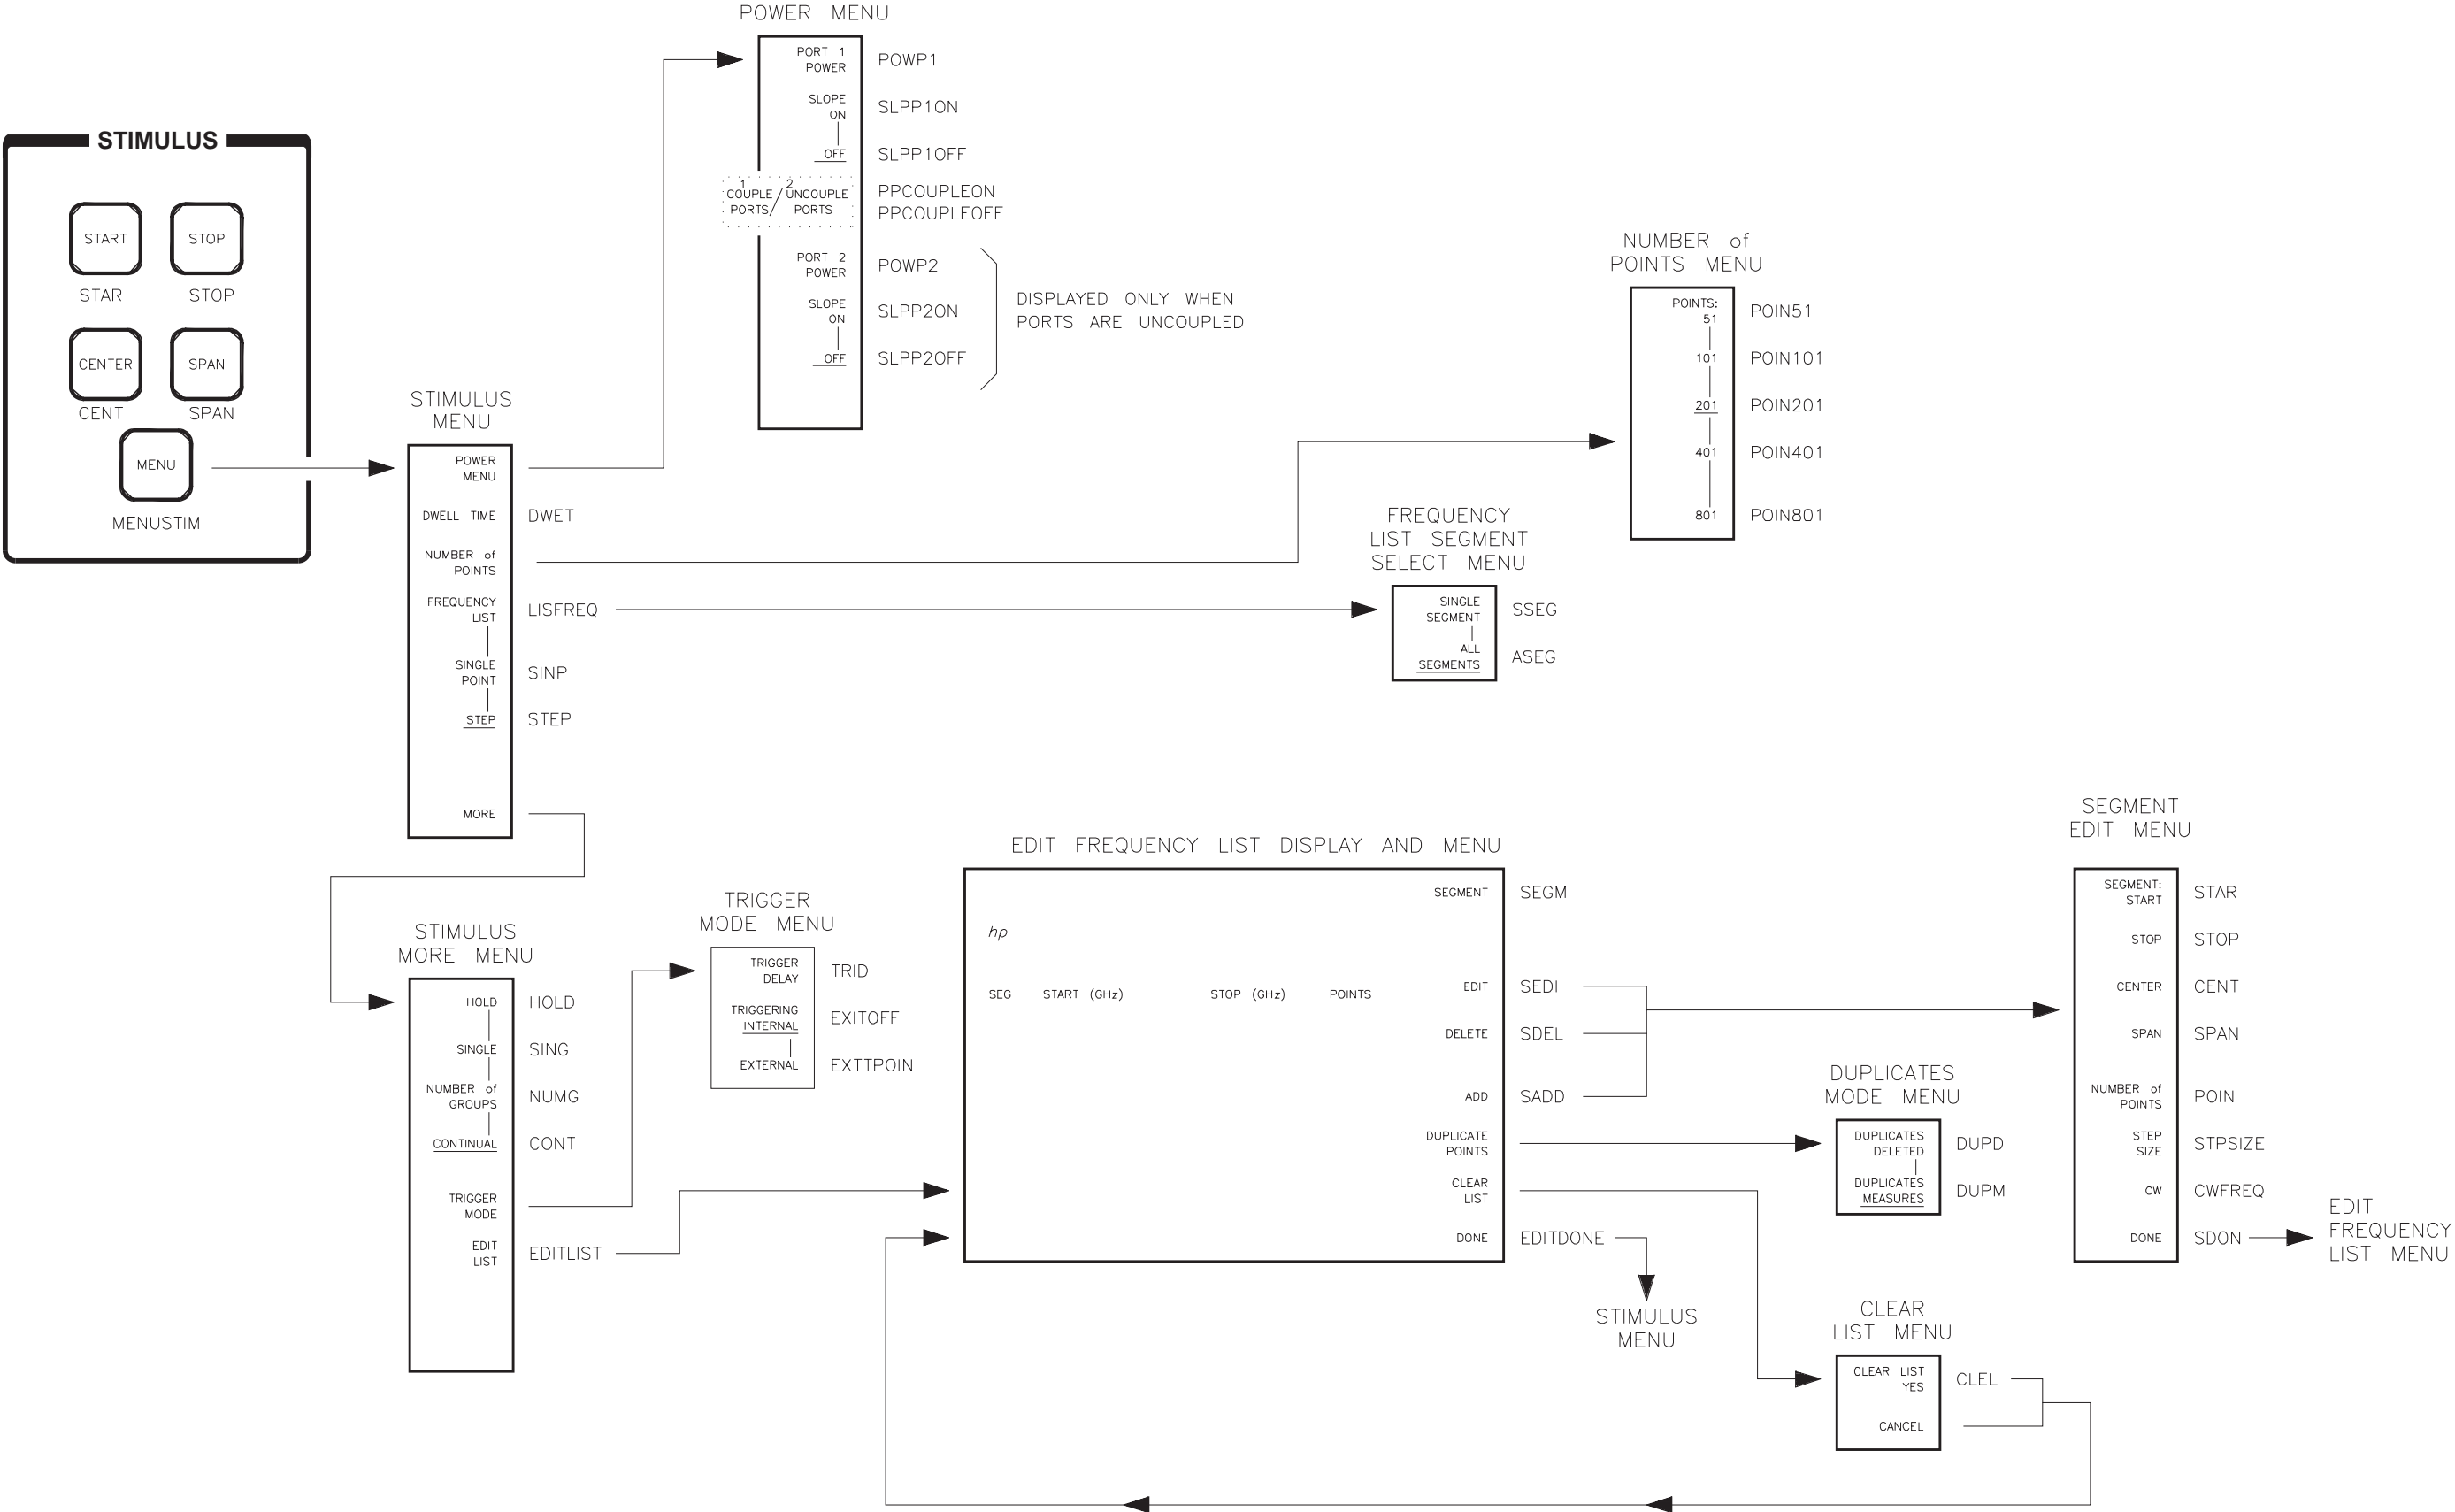 STIMULUS
START
STOP
STAR
STOP
CENTER
SPAN
CENT
SPAN
MENU
MENUSTIM
STIMULUS
MENU
POWER
MENU
DWELL TIME
DWET
NUMBER of
POINTS
FREQUENCY
LIST
LISFREQ
SINGLE
POINT
SINP
STEP
STEP
MORE
POWER MENU
PORT 1
POWER
POWP1
SLOPE
ON
SLPP1ON
OFF
SLPP1OFF
1
2
COUPLE / UNCOUPLE
PORTS / PORTS
PPCOUPLEON
PPCOUPLEOFF
PORT 2
POWER
POWP2
SLOPE
ON
SLPP2ON
OFF
SLPP2OFF
DISPLAYED ONLY WHEN
PORTS ARE UNCOUPLED
NUMBER of
POINTS MENU
POINTS:
51
POIN51
101
POIN101
201
POIN201
401
POIN401
801
POIN801
FREQUENCY
LIST SEGMENT
SELECT MENU
SINGLE
SEGMENT
SSEG
ALL
SEGMENTS
ASEG
STIMULUS
MORE MENU
HOLD
HOLD
SINGLE
SING
NUMBER of
GROUPS
NUMG
CONTINUAL
CONT
TRIGGER
MODE
EDIT
LIST
EDITLIST
TRIGGER
MODE MENU
TRIGGER
DELAY
TRID
TRIGGERING
INTERNAL
EXITOFF
EXTERNAL
EXTTPOIN
EDIT FREQUENCY LIST DISPLAY AND MENU
hp
SEG START (GHz) STOP (GHz) POINTS
SEGMENT
SEGM
EDIT
SEDI
DELETE
SDEL
ADD
SADD
DUPLICATE
POINTS
CLEAR
LIST
DONE
EDITDONE
STIMULUS
MENU
DUPLICATES
MODE MENU
DUPLICATES
DELETED
DUPD
DUPLICATES
MEASURES
DUPM
CLEAR
LIST MENU
CLEAR LIST
YES
CLEL
CANCEL
SEGMENT
EDIT MENU
SEGMENT:
START
STAR
STOP
STOP
CENTER
CENT
SPAN
SPAN
NUMBER of
POINTS
POIN
STEP
SIZE
STPSIZE
CW
CWFREQ
DONE
SDON
EDIT
FREQUENCY
LIST MENU